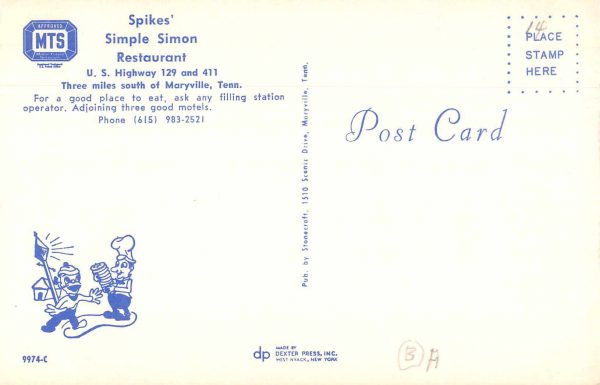 APPROVED
MTS
Spikes'
Simple Simon
Restaurant
U. S. Highway 129 and 411
Three miles south of Maryville, Tenn.
For a good place to eat, ask any filling station
operator. Adjoining three good motels.
Phone (615) 983-2521
14
PLACE
STAMP
HERE
Post Card
Pub. by Stonecraft, 1510 Scenic Drive, Maryville, Tenn.
9974-C
dp
MADE BY
DEXTER PRESS, INC.
WEST NYACK, NEW YORK
B
A